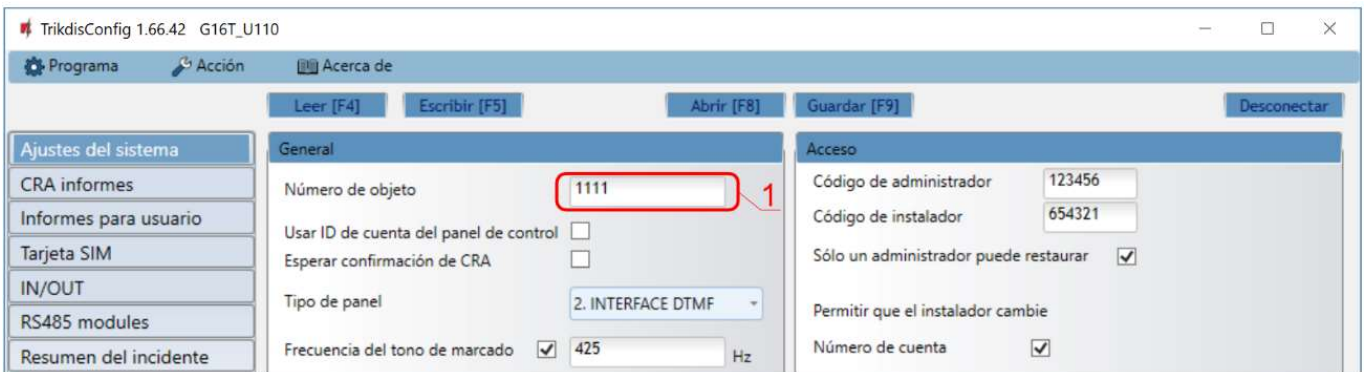 TrikdisConfig 1.66.42 G16T_U110
Programa Acción Acerca de
Leer [F4] Escribir [F5] Abrir [F8] Guardar [F9] Desconectar
Ajustes del sistema
CRA informes
Informes para usuario
Tarjeta SIM
IN/OUT
RS485 modules
Resumen del incidente
General
Número de objeto 1111 1
Usar ID de cuenta del panel de control
Esperar confirmación de CRA
Tipo de panel 2. INTERFACE DTMF
Frecuencia del tono de marcado 425 Hz
Acceso
Código de administrador 123456
Código de instalador 654321
Sólo un administrador puede restaurar
Permitir que el instalador cambie
Número de cuenta